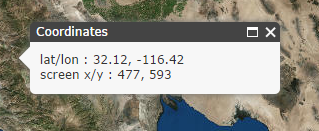 Coordinates
lat/lon : 32.12, -116.42
screen x/y : 477, 593